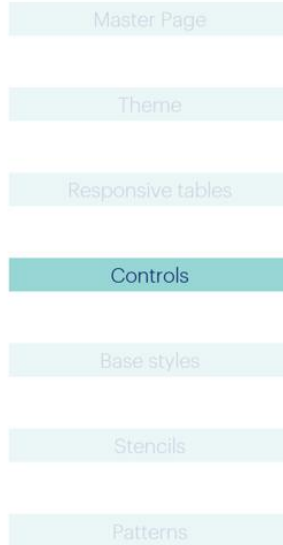 Master Page
Theme
Responsive tables
Controls
Base styles
Stencils
Patterns